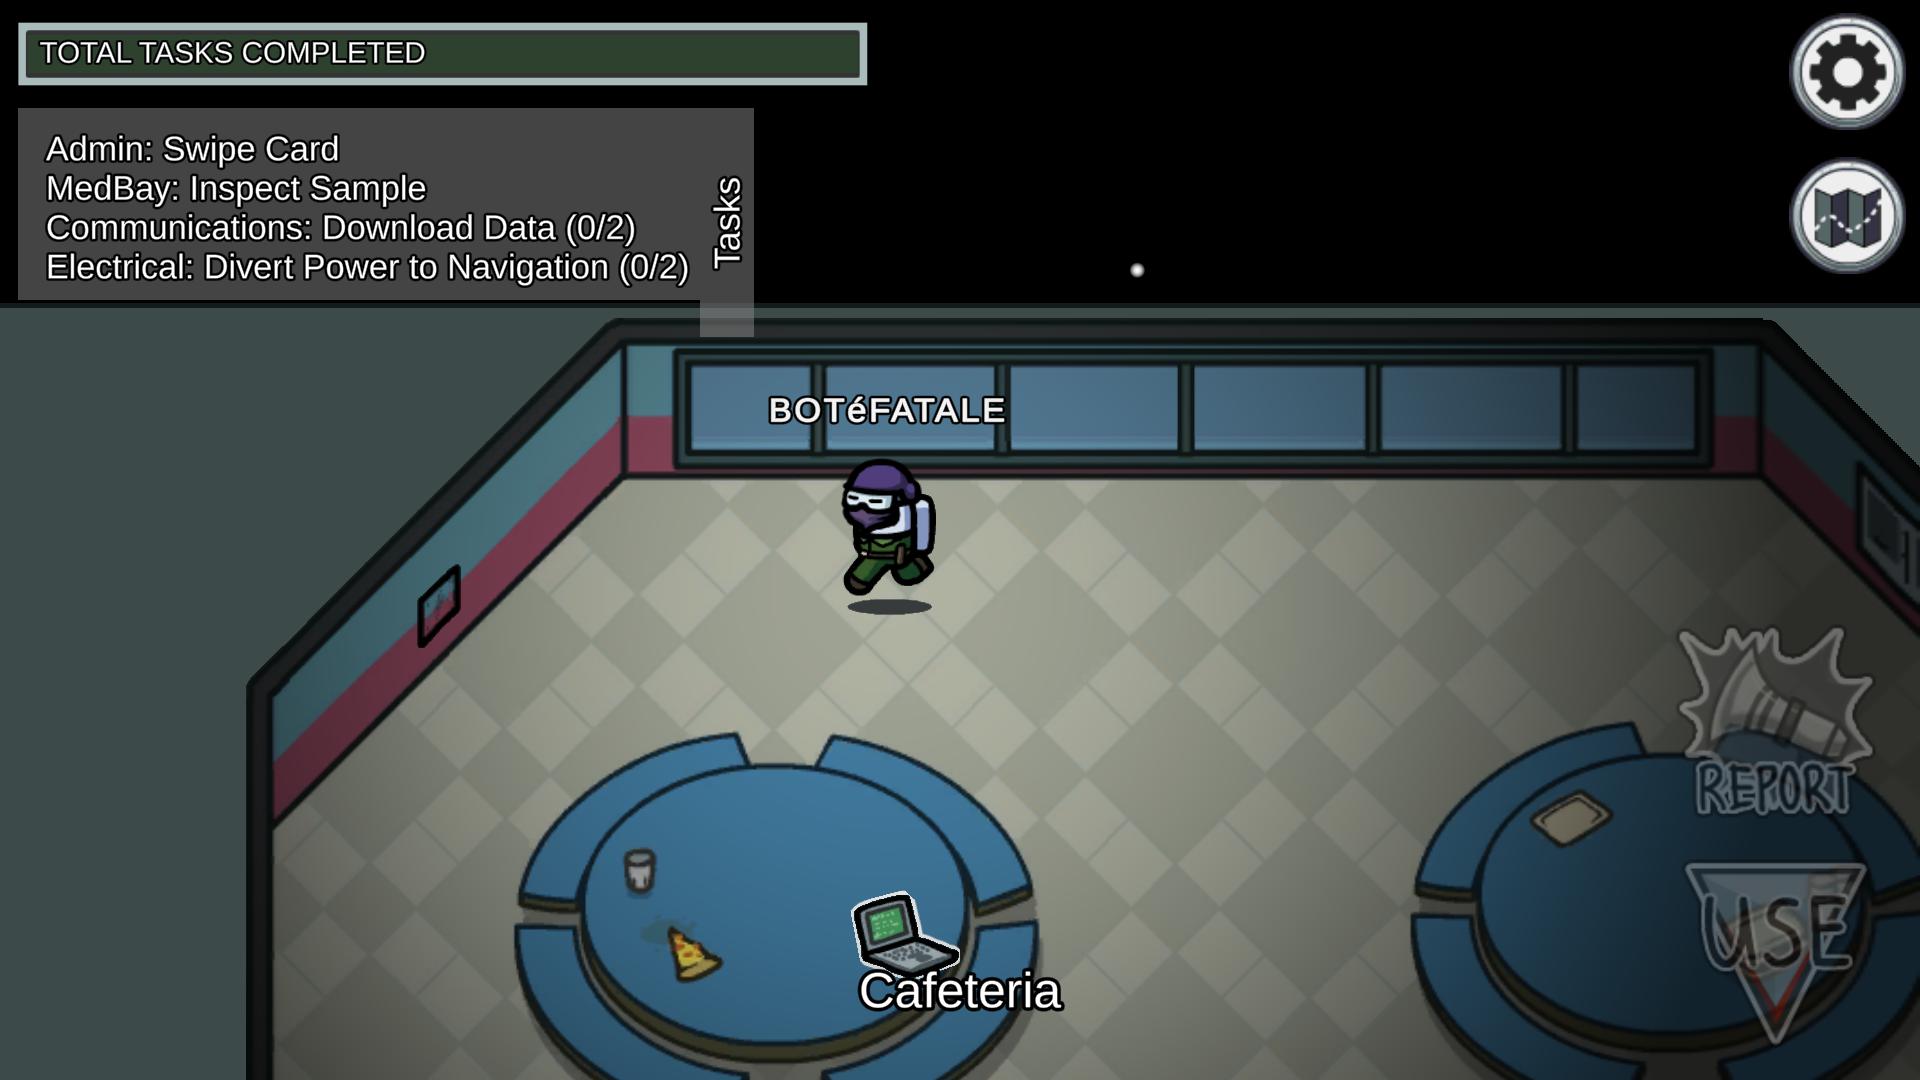 TOTAL TASKS COMPLETED
Admin: Swipe Card
MedBay: Inspect Sample
Communications: Download Data (0/2)
Electrical: Divert Power to Navigation (0/2)
Tasks
BOTéFATALE
REPORT
USE
Cafeteria